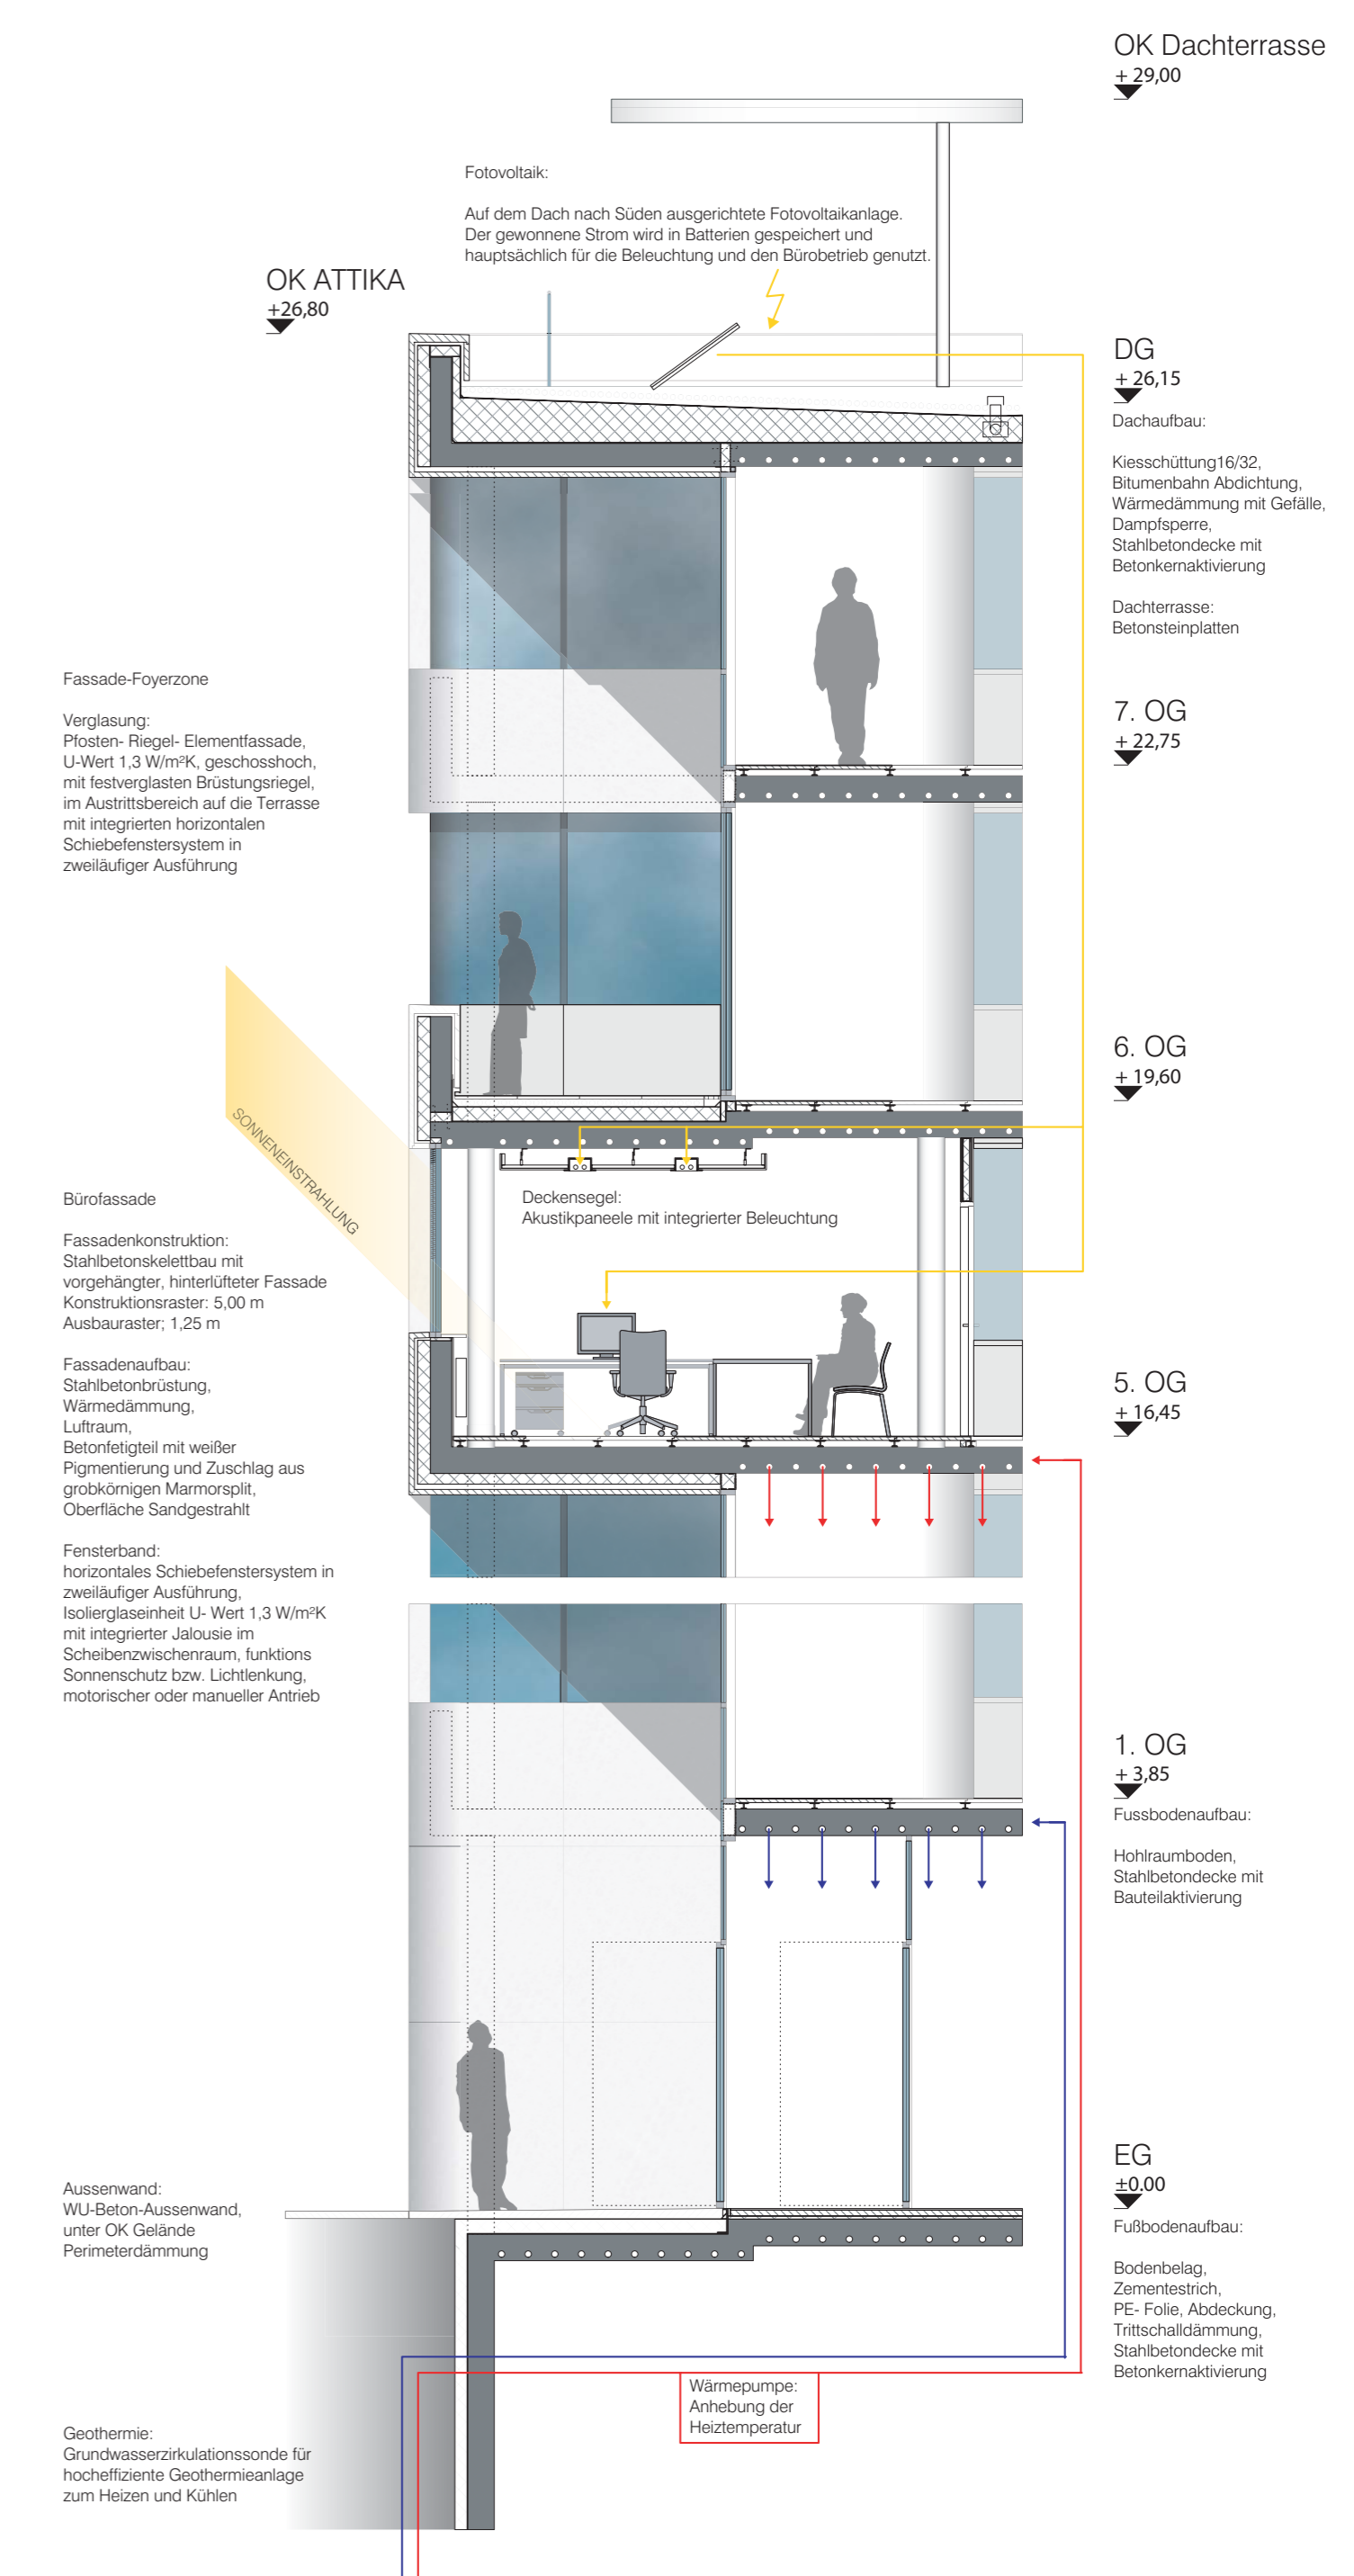 OK Dachterrasse
+ 29,00
Fotovoltaik:
Auf dem Dach nach Süden ausgerichtete Fotovoltaikanlage.
Der gewonnene Strom wird in Batterien gespeichert und
hauptsächlich für die Beleuchtung und den Bürobetrieb genutzt.
OK ATTIKA
+26,80
DG
+ 26,15
Dachaufbau:
Kiesschüttung16/32,
Bitumenbahn Abdichtung,
Wärmedämmung mit Gefälle,
Dampfsperre,
Stahlbetondecke mit
Betonkernaktivierung
Dachterrasse:
Betonsteinplatten
Fassade-Foyerzone
Verglasung:
Pfosten- Riegel- Elementfassade,
U-Wert 1,3 W/m²K, geschosshoch,
mit festverglasten Brüstungsriegel,
im Austrittsbereich auf die Terrasse
mit integrierten horizontalen
Schiebefenstersystem in
zweiläufiger Ausführung
7. OG
+ 22,75
6. OG
+ 19,60
SONNENEINSTRAHLUNG
Deckensegel:
Akustikpaneele mit integrierter Beleuchtung
Bürofassade
Fassadenkonstruktion:
Stahlbetonskelettbau mit
vorgehängter, hinterlüfteter Fassade
Konstruktionsraster: 5,00 m
Ausbauraster; 1,25 m
Fassadenaufbau:
Stahlbetonbrüstung,
Wärmedämmung,
Luftraum,
Betonfetigteil mit weißer
Pigmentierung und Zuschlag aus
grobkörnigen Marmorsplit,
Oberfläche Sandgestrahlt
Fensterband:
horizontales Schiebefenstersystem in
zweiläufiger Ausführung,
Isolierglaseinheit U- Wert 1,3 W/m²K
mit integrierter Jalousie im
Scheibenzwischenraum, funktions
Sonnenschutz bzw. Lichtlenkung,
motorischer oder manueller Antrieb
5. OG
+ 16,45
1. OG
+ 3,85
Fussbodenaufbau:
Hohlraumboden,
Stahlbetondecke mit
Bauteilaktivierung
EG
±0.00
Fußbodenaufbau:
Bodenbelag,
Zementestrich,
PE- Folie, Abdeckung,
Trittschalldämmung,
Stahlbetondecke mit
Betonkernaktivierung
Aussenwand:
WU-Beton-Aussenwand,
unter OK Gelände
Perimeterdämmung
Wärmepumpe:
Anhebung der
Heiztemperatur
Geothermie:
Grundwasserzirkulationssonde für
hocheffiziente Geothermieanlage
zum Heizen und Kühlen